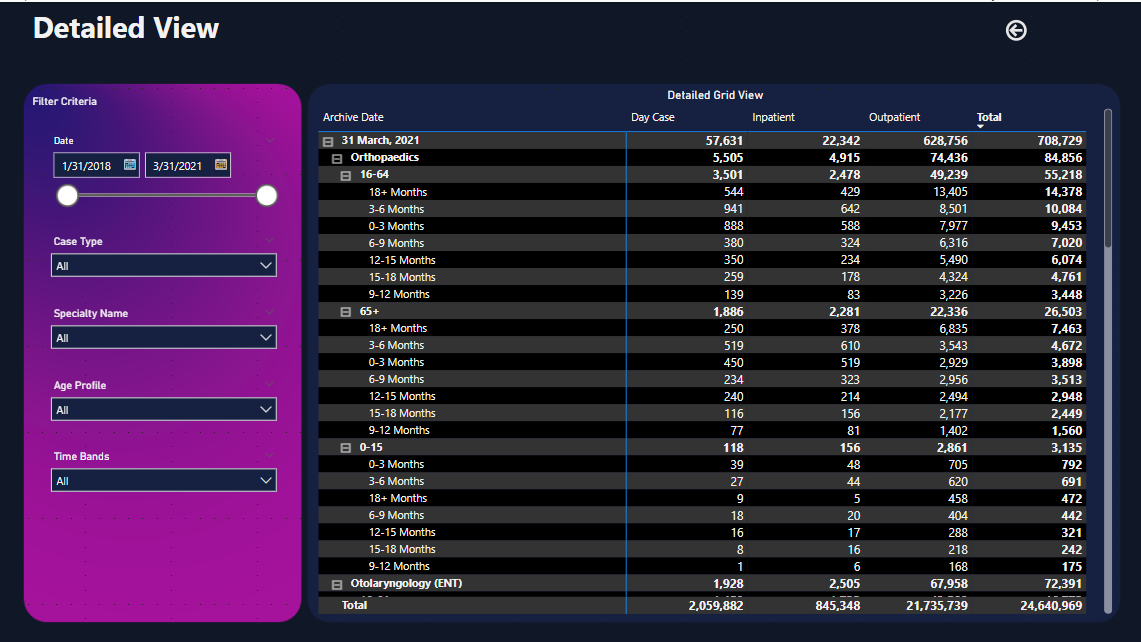 Detailed View
Filter Criteria
Date
1/31/2018 3/31/2021
Case Type
All
Specialty Name
All
Age Profile
All
Time Bands
All
Detailed Grid View
Archive Date Day Case Inpatient Outpatient Total
31 March, 2021 57,631 22,342 628,756 708,729
Orthopaedics 5,505 4,915 74,436 84,856
16-64 3,501 2,478 49,239 55,218
18+ Months 544 429 13,405 14,378
3-6 Months 941 642 8,501 10,084
0-3 Months 888 588 7,977 9,453
6-9 Months 380 324 6,316 7,020
12-15 Months 350 234 5,490 6,074
15-18 Months 259 178 4,324 4,761
9-12 Months 139 83 3,226 3,448
65+ 1,886 2,281 22,336 26,503
18+ Months 250 378 6,835 7,463
3-6 Months 519 610 3,543 4,672
0-3 Months 450 519 2,929 3,898
6-9 Months 234 323 2,956 3,513
12-15 Months 240 214 2,494 2,948
15-18 Months 116 156 2,177 2,449
9-12 Months 77 81 1,402 1,560
0-15 118 156 2,861 3,135
0-3 Months 39 48 705 792
3-6 Months 27 44 620 691
18+ Months 9 5 458 472
6-9 Months 18 20 404 442
12-15 Months 16 17 288 321
15-18 Months 8 16 218 242
9-12 Months 1 6 168 175
Otolaryngology (ENT) 1,928 2,505 67,958 72,391
Total 2,059,882 845,348 21,735,739 24,640,969